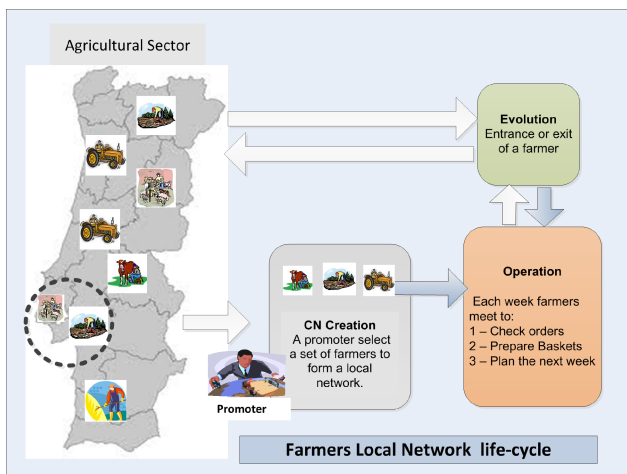 Agricultural Sector
Evolution
Entrance or exit
of a farmer
Operation
Each week farmers
meet to:
1 – Check orders
2 – Prepare Baskets
3 – Plan the next week
CN Creation
A promoter select
a set of farmers to
form a local
network.
Promoter
Farmers Local Network life-cycle